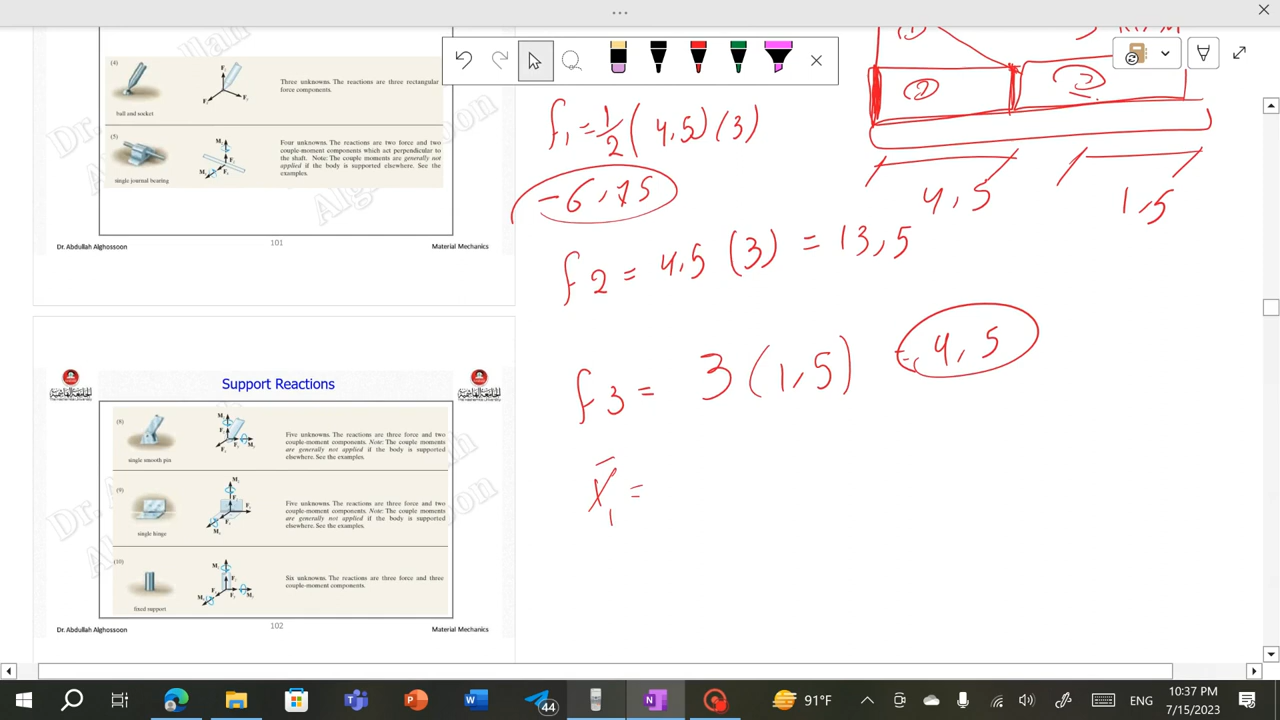 (4)
ball and socket
Three unknowns. The reactions are three rectangular
force components.
(5)
single journal bearing
Four unknowns. The reactions are two force and two
couple-moment components which act perpendicular to
the shaft. Note: The couple moments are generally not
applied if the body is supported elsewhere. See the
examples.
101
Dr. Abdullah Alghossoon
Material Mechanics
Support Reactions
(8)
single smooth pin
Five unknowns. The reactions are three force and two
couple-moment components. Note: The couple moments
are generally not applied if the body is supported
elsewhere. See the examples.
(9)
single hinge
Five unknowns. The reactions are three force and two
couple-moment components. Note: The couple moments
are generally not applied if the body is supported
elsewhere. See the examples.
(10)
fixed support
Six unknowns. The reactions are three force and three
couple-moment components.
102
Dr. Abdullah Alghossoon
Material Mechanics
f1 = 1/2 (4,5) (3)
- 6,75
f2 = 4,5 (3) = 13,5
f3 = 3 (1,5) = 4,5
x̄1 =
4,5
1,5
44
91°F
ENG
10:37 PM
7/15/2023